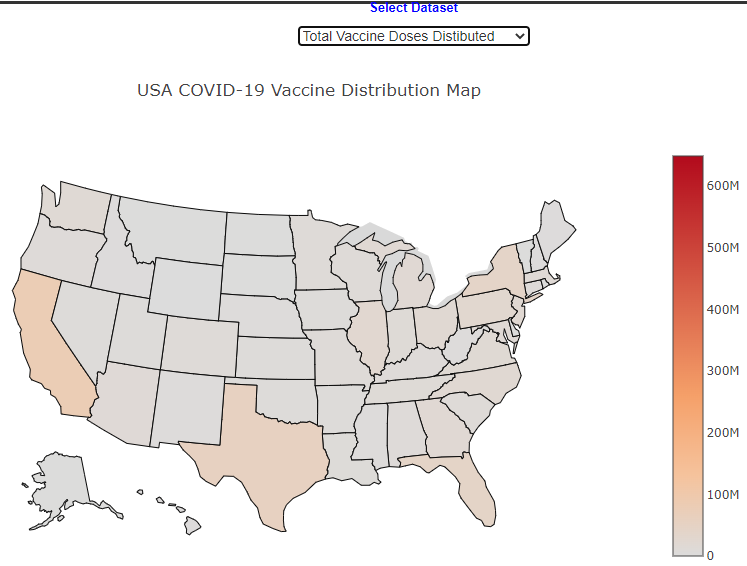 Select Dataset
Total Vaccine Doses Distibuted
USA COVID-19 Vaccine Distribution Map
600M
500M
400M
300M
200M
100M
0